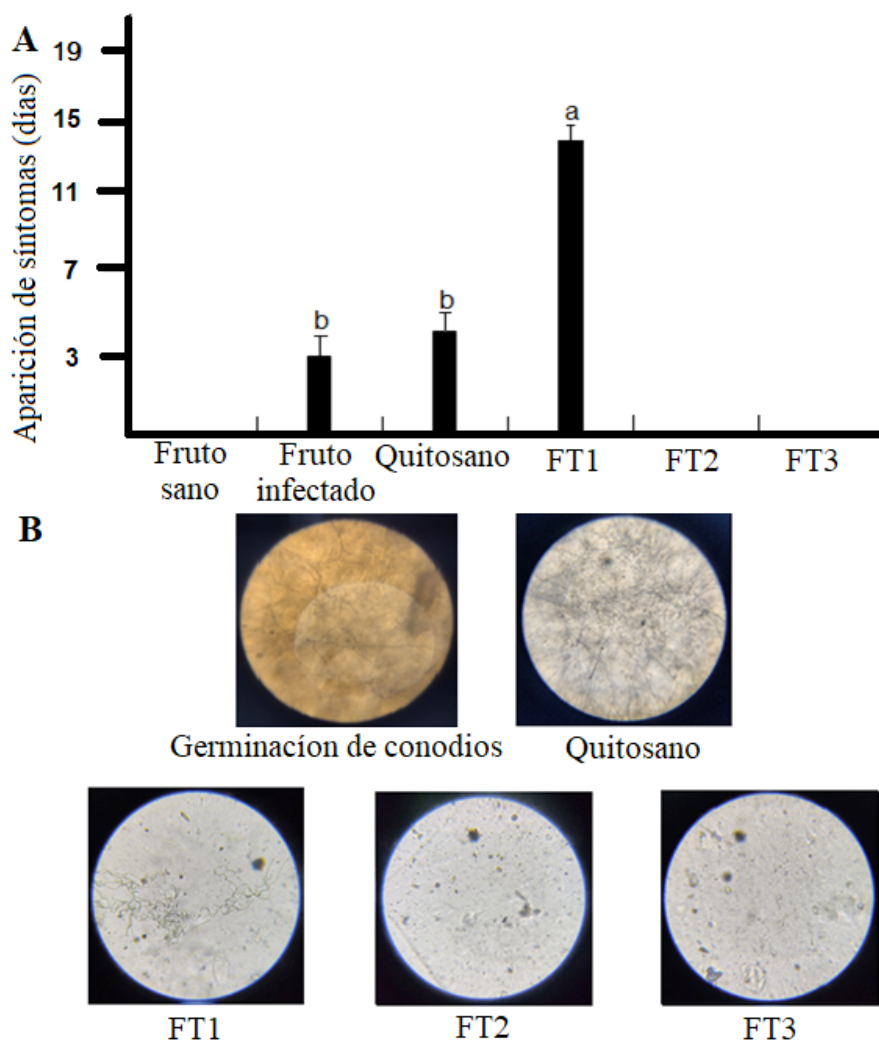 A
Aparición de síntomas (días)
19
15
11
7
3
b
b
a
Fruto
sano
Fruto
infectado
Quitosano
FT1
FT2
FT3
B
Germinacíon de conodios
Quitosano
FT1
FT2
FT3